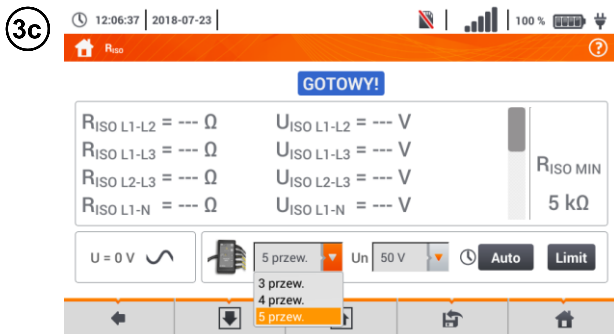 3c
12:06:37 2018-07-23 100 %
RISO
GOTOWY!
RISO L1-L2 = --- Ω UISO L1-L2 = --- V
RISO L1-L3 = --- Ω UISO L1-L3 = --- V
RISO L2-L3 = --- Ω UISO L2-L3 = --- V
RISO L1-N = --- Ω UISO L1-N = --- V
RISO MIN
5 kΩ
U = 0 V 5 przew. Un 50 V Auto Limit
3 przew.
4 przew.
5 przew.